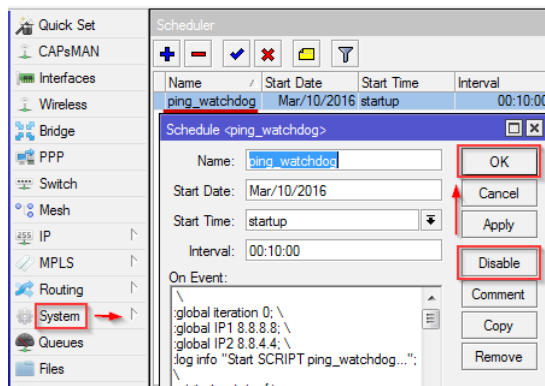 Quick Set
CAPsMAN
Interfaces
Wireless
Bridge
PPP
Switch
Mesh
IP
MPLS
Routing
System
Queues
Files
Scheduler
Name / Start Date Start Time Interval
ping_watchdog Mar/10/2016 startup 00:10:00
Schedule <ping_watchdog>
Name: ping_watchdog
Start Date: Mar/10/2016
Start Time: startup
Interval: 00:10:00
On Event:
\
:global iteration 0; \
:global IP1 8.8.8.8; \
:global IP2 8.8.4.4; \
:log info "Start SCRIPT ping_watchdog...";
\
OK
Cancel
Apply
Disable
Comment
Copy
Remove